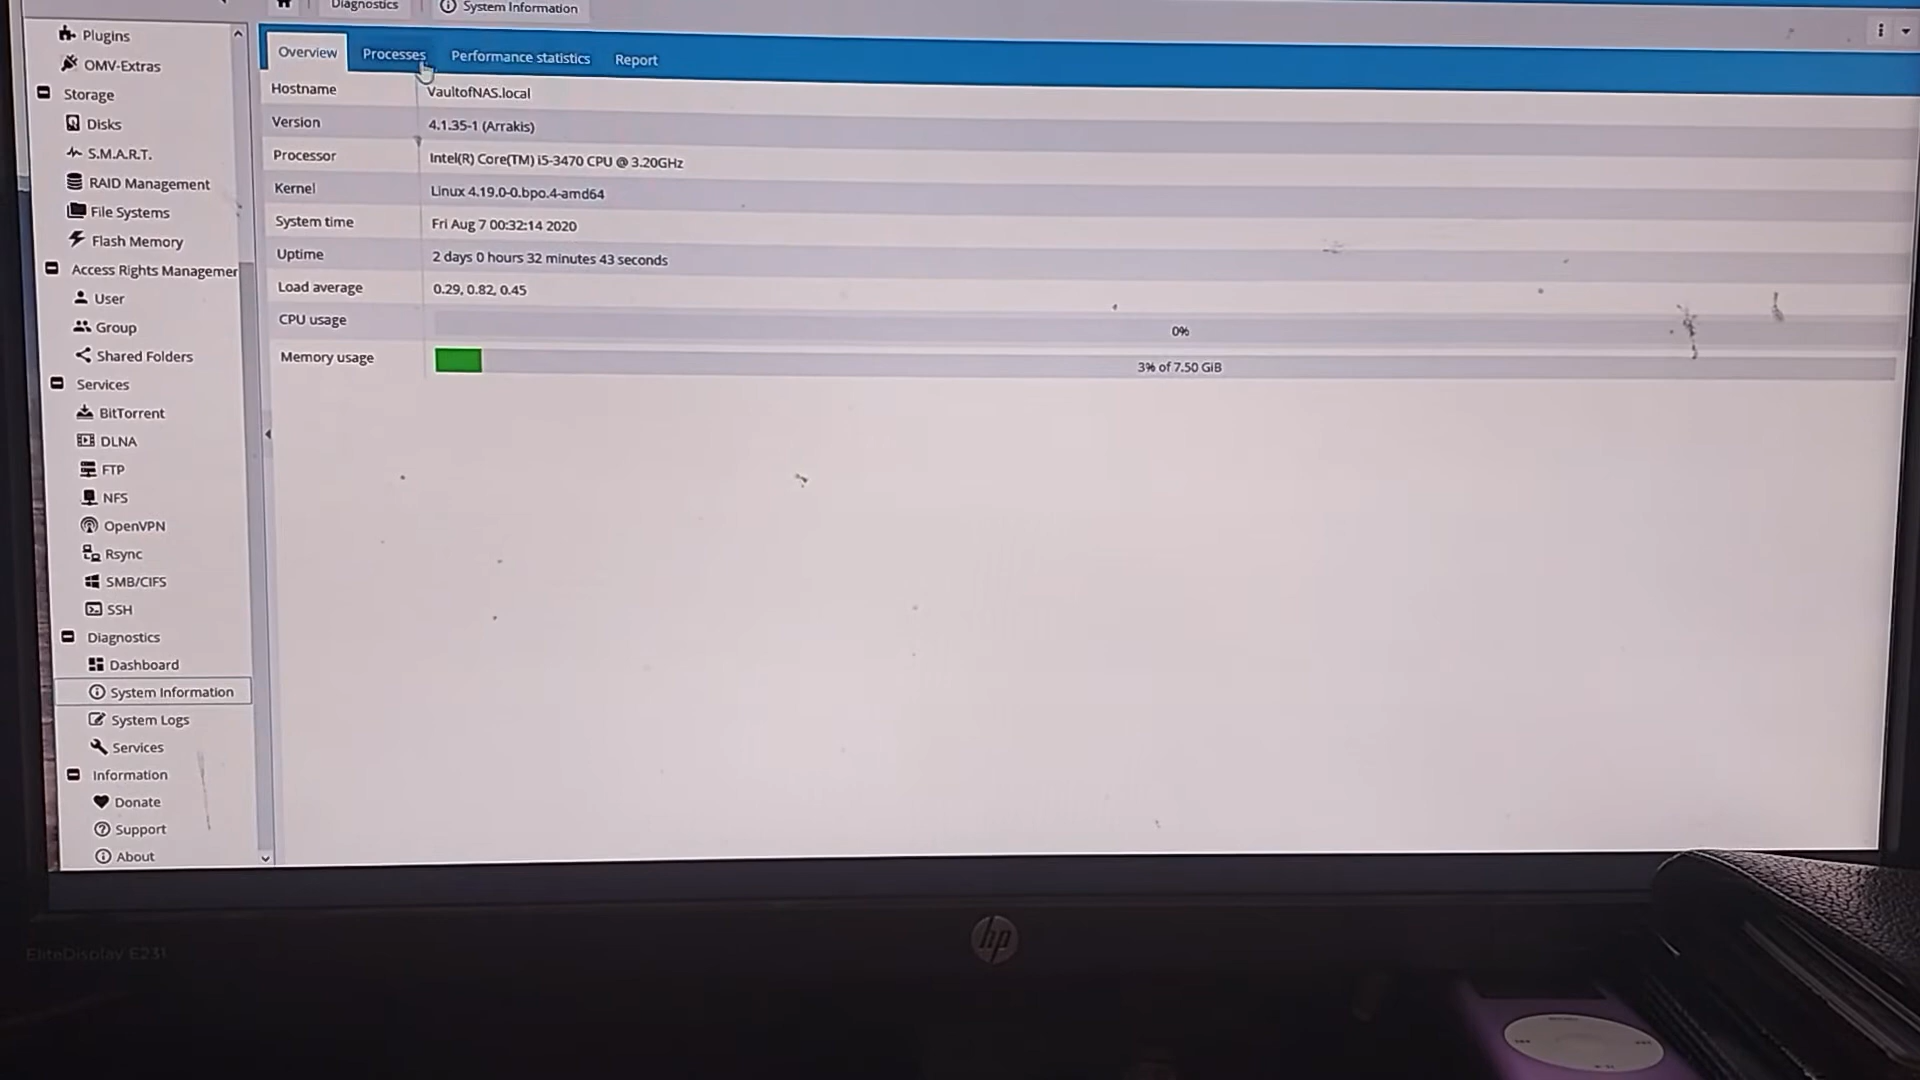 Diagnostics
System Information
Plugins
OMV-Extras
Storage
Disks
S.M.A.R.T.
RAID Management
File Systems
Flash Memory
Access Rights Managemer
User
Group
Shared Folders
Services
BitTorrent
DLNA
FTP
NFS
OpenVPN
Rsync
SMB/CIFS
SSH
Diagnostics
Dashboard
System Information
System Logs
Services
Information
Donate
Support
About
Overview Processes Performance statistics Report
Hostname VaultofNAS.local
Version 4.1.35-1 (Arrakis)
Processor Intel(R) Core(TM) i5-3470 CPU @ 3.20GHz
Kernel Linux 4.19.0-0.bpo.4-amd64
System time Fri Aug 7 00:32:14 2020
Uptime 2 days 0 hours 32 minutes 43 seconds
Load average 0.29, 0.82, 0.45
CPU usage 0%
Memory usage 3% of 7.50 GiB
hp
EliteDisplay E231